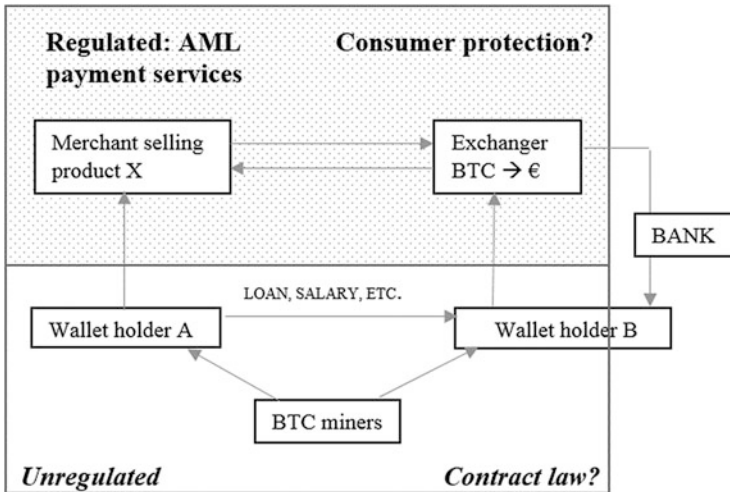 Regulated: AML
payment services
Consumer protection?
Merchant selling
product X
Exchanger
BTC → €
BANK
LOAN, SALARY, ETC.
Wallet holder A
Wallet holder B
BTC miners
Unregulated
Contract law?